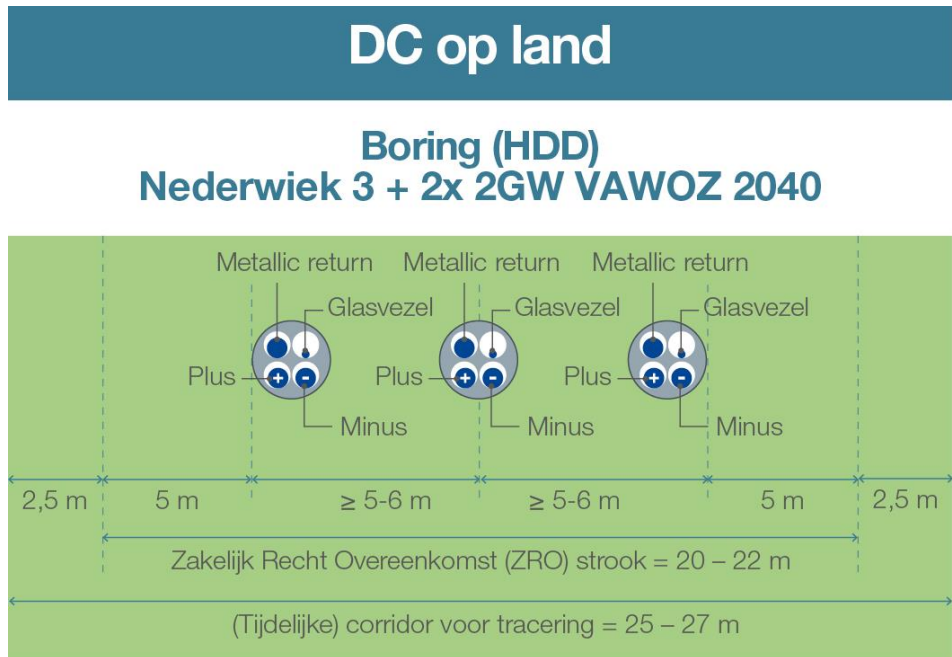 DC op land
Boring (HDD)
Nederwiek 3 + 2x 2GW VAWOZ 2040
Metallic return Metallic return Metallic return
Glasvezel Glasvezel Glasvezel
Plus + - Plus + - Plus + -
Minus Minus Minus
2,5 m 5 m ≥ 5-6 m ≥ 5-6 m 5 m 2,5 m
Zakelijk Recht Overeenkomst (ZRO) strook = 20 – 22 m
(Tijdelijke) corridor voor tracering = 25 – 27 m